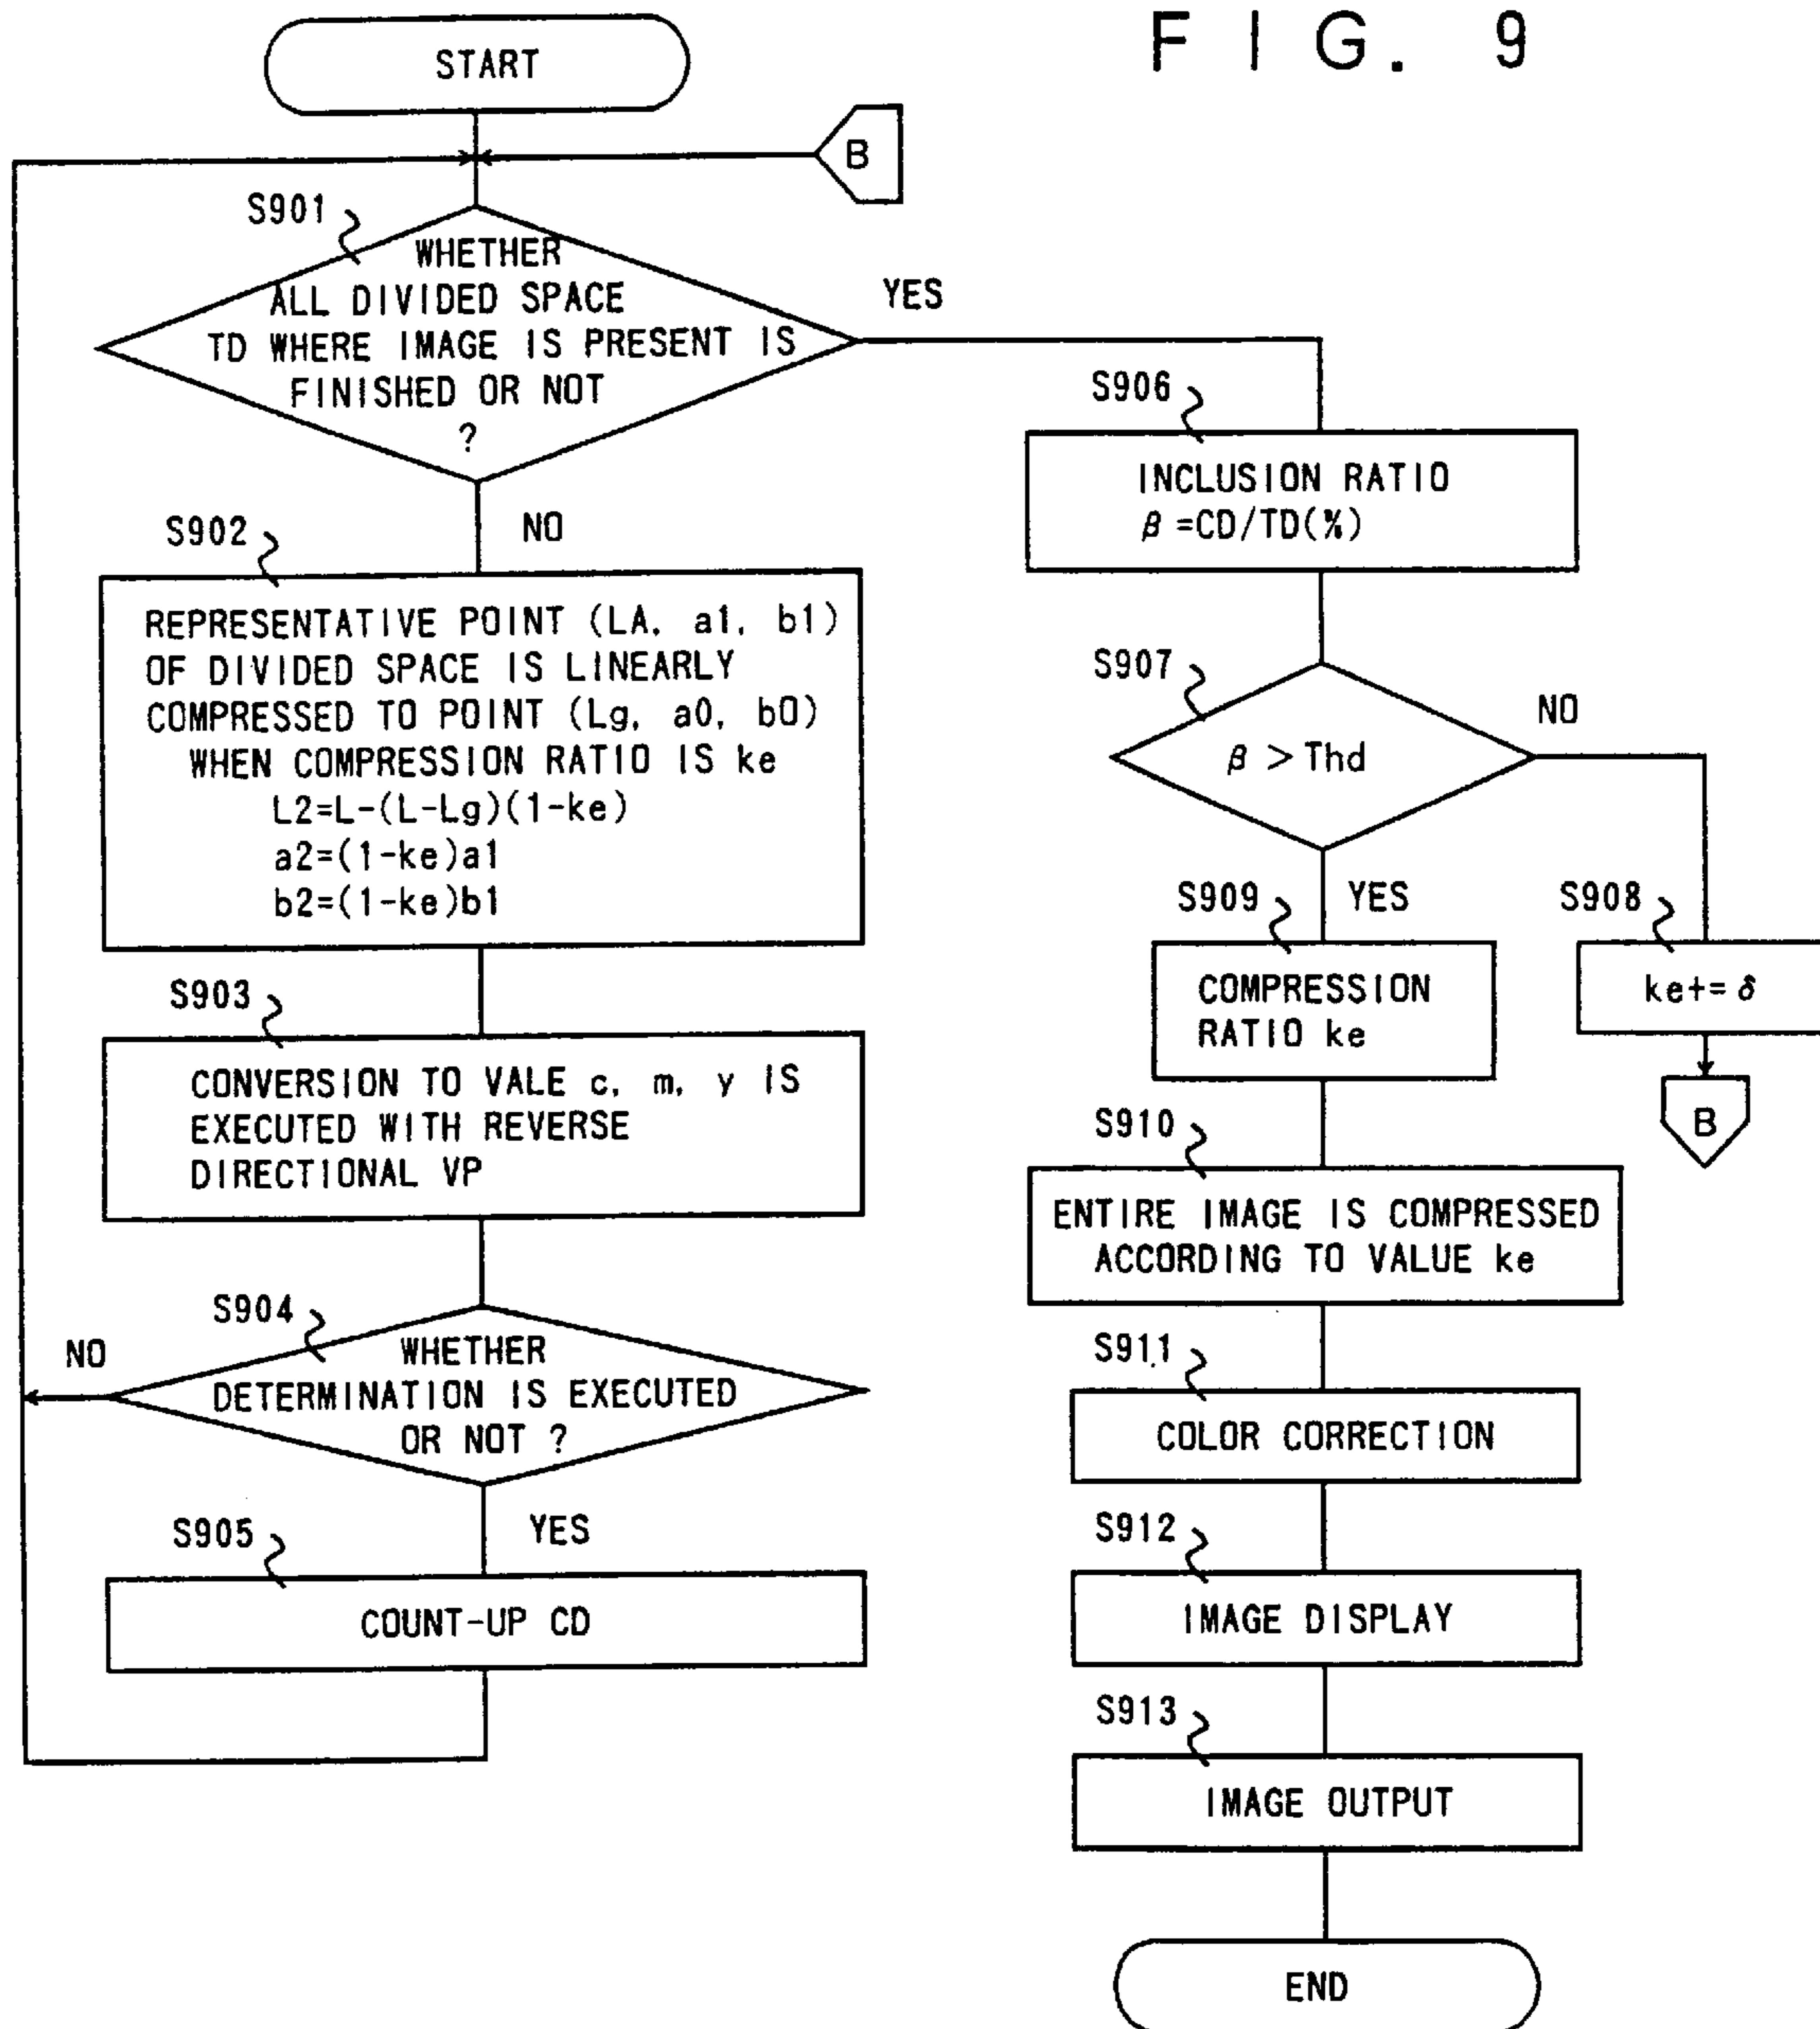 FIG. 9
START
B
S901
WHETHER
ALL DIVIDED SPACE
TD WHERE IMAGE IS PRESENT IS
FINISHED OR NOT
?
YES
NO
S902
REPRESENTATIVE POINT (LA, a1, b1)
OF DIVIDED SPACE IS LINEARLY
COMPRESSED TO POINT (Lg, a0, b0)
WHEN COMPRESSION RATIO IS ke
L2=L-(L-Lg)(1-ke)
a2=(1-ke)a1
b2=(1-ke)b1
S903
CONVERSION TO VALE c, m, y IS
EXECUTED WITH REVERSE
DIRECTIONAL VP
S904
NO
WHETHER
DETERMINATION IS EXECUTED
OR NOT ?
YES
S905
COUNT-UP CD
S906
INCLUSION RATIO
β=CD/TD(%)
S907
β > Thd
NO
YES
S908
ke+=δ
B
S909
COMPRESSION
RATIO ke
S910
ENTIRE IMAGE IS COMPRESSED
ACCORDING TO VALUE ke
S911
COLOR CORRECTION
S912
IMAGE DISPLAY
S913
IMAGE OUTPUT
END